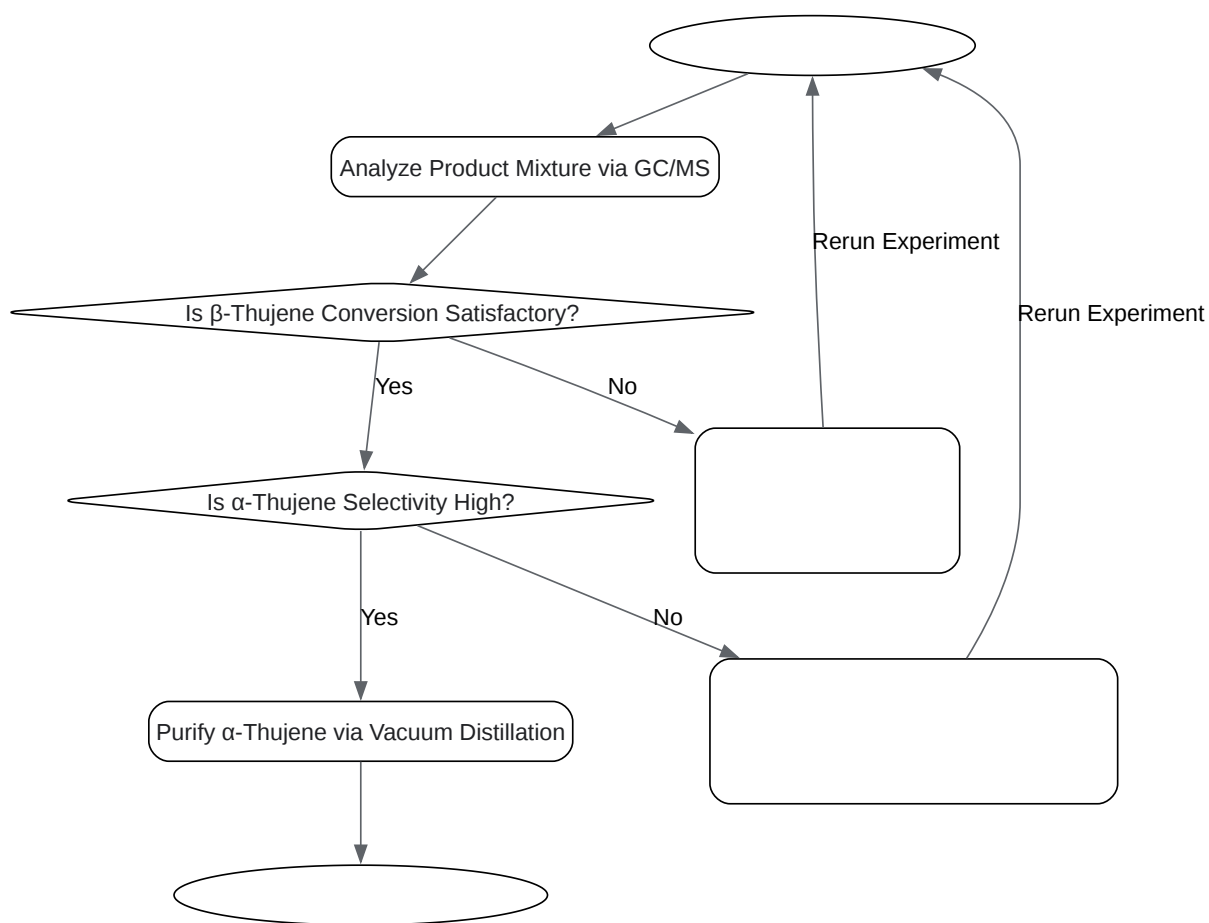 Analyze Product Mixture via GC/MS
Rerun Experiment
Is β-Thujene Conversion Satisfactory?
Rerun Experiment
Yes
No
Is α-Thujene Selectivity High?
Yes
No
Purify α-Thujene via Vacuum Distillation